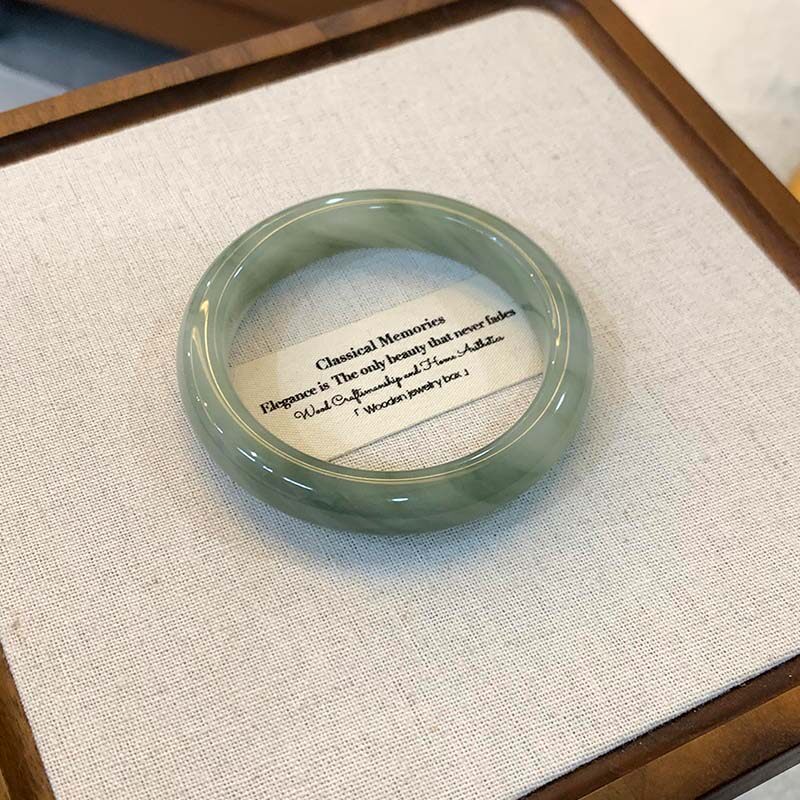 Classical Memories
Elegance is The only beauty that never fades
Wood Craftsmanship and Home Aesthetics
「 Wooden jewelry box 」